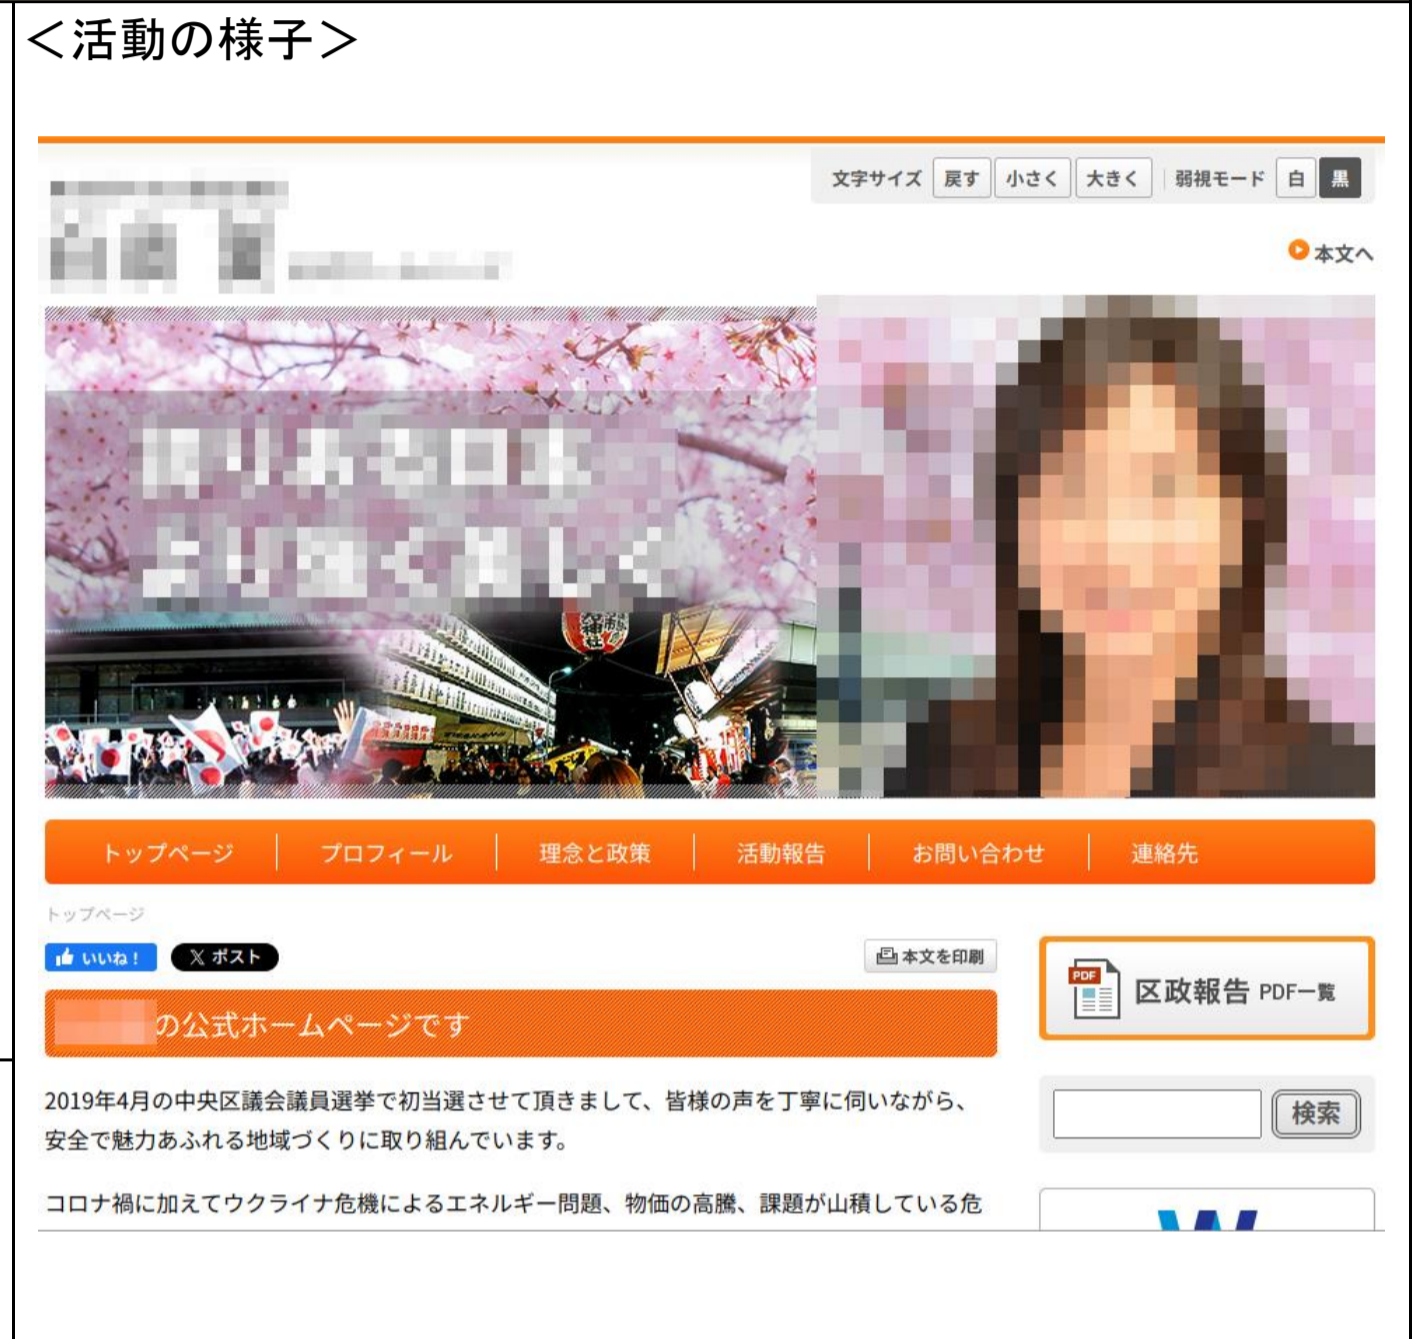 ＜活動の様子＞
文字サイズ 戻す 小さく 大きく 弱視モード 白 黒
本文へ
トップページ プロフィール 理念と政策 活動報告 お問い合わせ 連絡先
トップページ
いいね！ ポスト 本文を印刷
PDF 区政報告 PDF一覧
の公式ホームページです
2019年4月の中央区議会議員選挙で初当選させて頂きまして、皆様の声を丁寧に伺いながら、
安全で魅力あふれる地域づくりに取り組んでいます。
検索
コロナ禍に加えてウクライナ危機によるエネルギー問題、物価の高騰、課題が山積している危